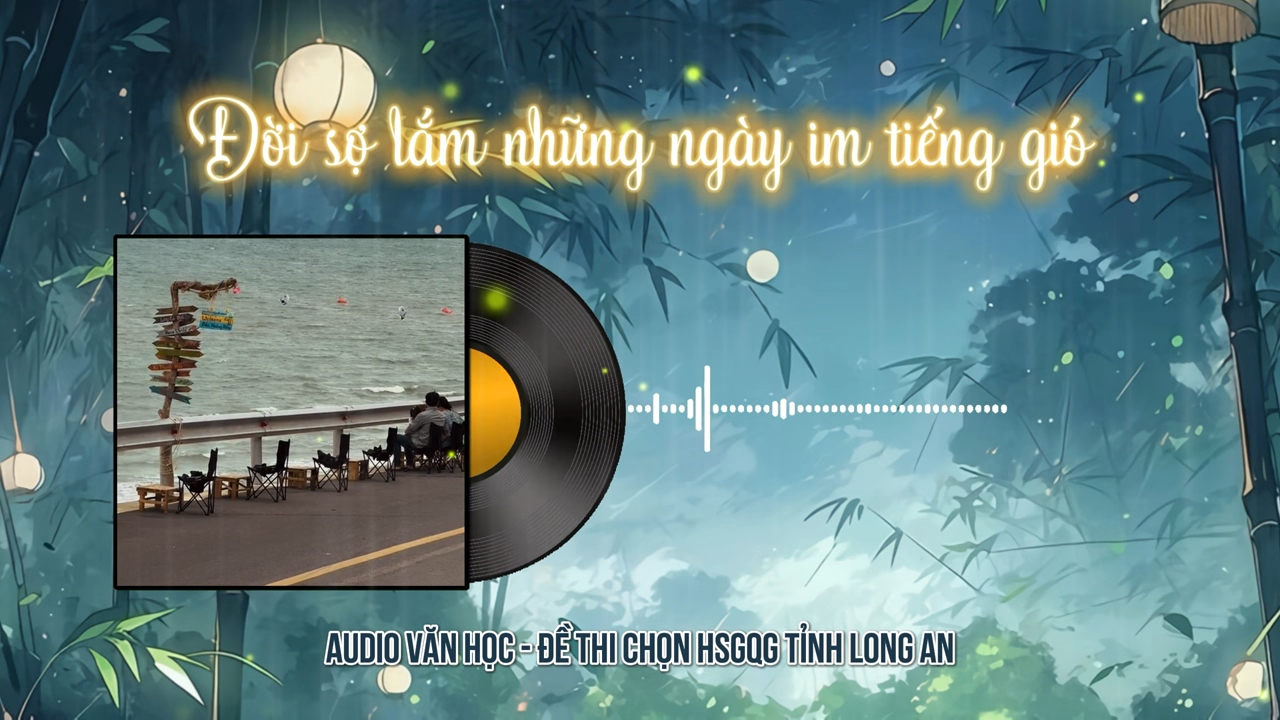 Đời sợ lắm những ngày im tiếng gió
AUDIO VĂN HỌC - ĐỀ THI CHỌN HSGQG TỈNH LONG AN